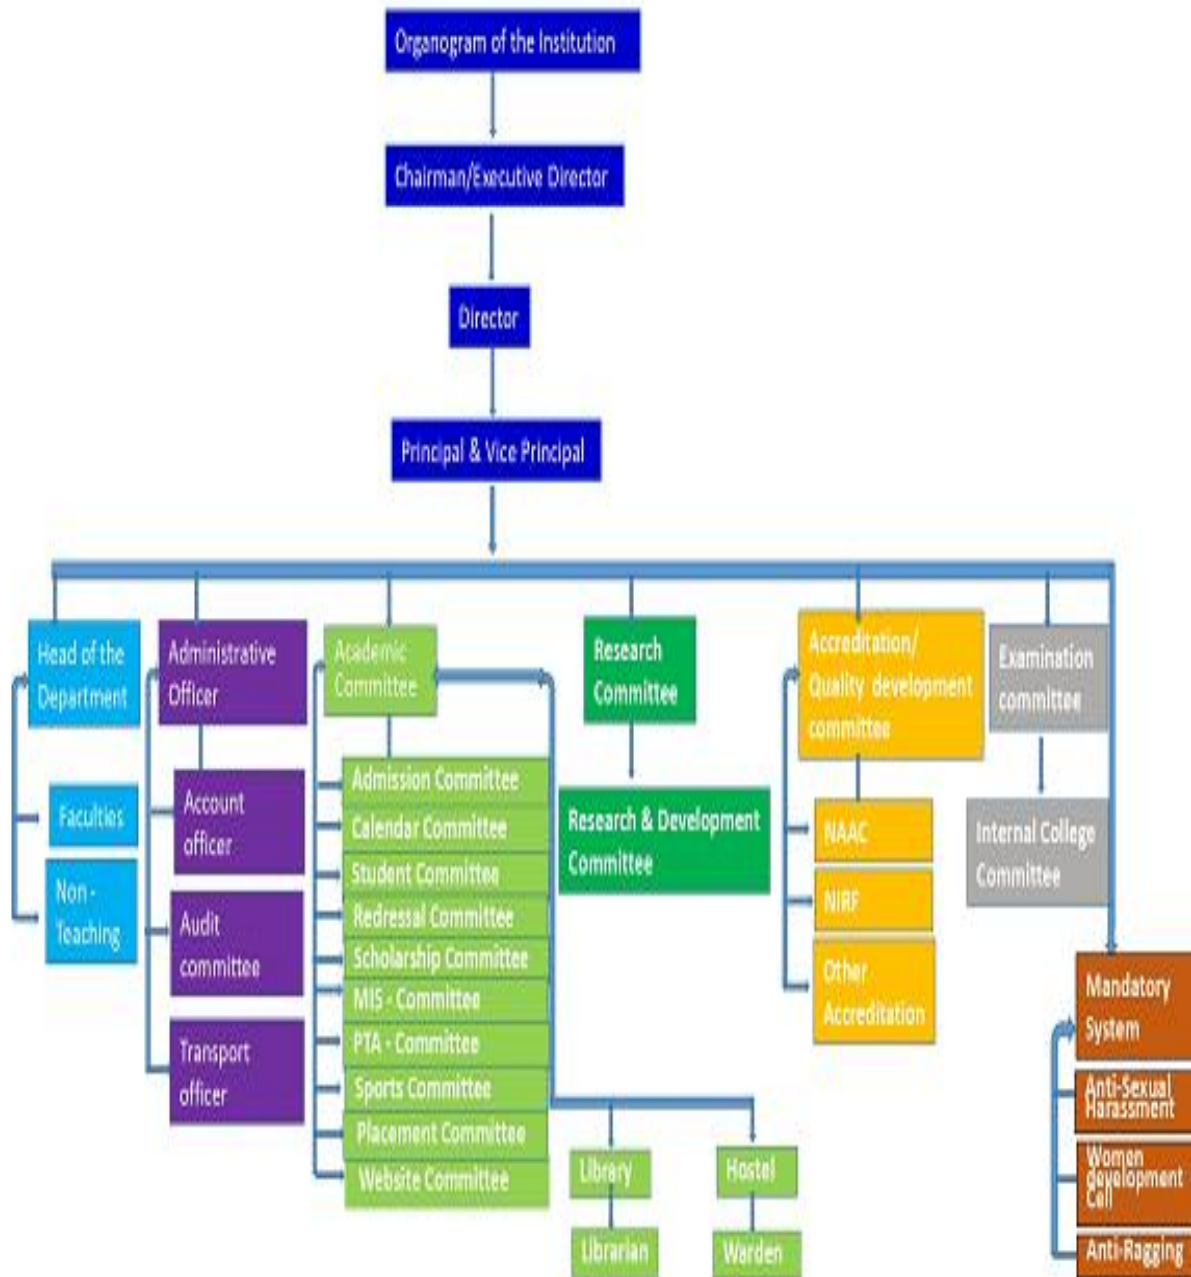 Organogram of the Institution
Chairman/Executive Director
Director
Principal & Vice Principal
Head of the
Department
Faculties
Non -
Teaching
Administrative
Officer
Account
officer
Audit
committee
Transport
officer
Academic
Committee
Admission Committee
Calendar Committee
Student Committee
Redressal Committee
Scholarship Committee
MIS - Committee
PTA - Committee
Sports Committee
Placement Committee
Website Committee
Library
Librarian
Hostel
Warden
Research
Committee
Research & Development
Committee
Accreditation/
Quality development
committee
NAAC
NIRF
Other
Accreditation
Examination
committee
Internal College
Committee
Mandatory
System
Anti-Sexual
Harassment
Women
development
Cell
Anti-Ragging